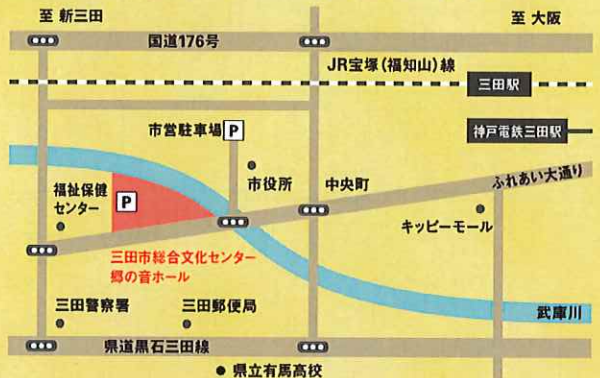 至 新三田
至 大阪
国道176号
JR宝塚(福知山)線
三田駅
神戸電鉄三田駅
市営駐車場 P
市役所
中央町
ふれあい大通り
福祉保健
センター
P
キッピーモール
三田市総合文化センター
郷の音ホール
三田警察署
三田郵便局
武庫川
県道黒石三田線
県立有馬高校